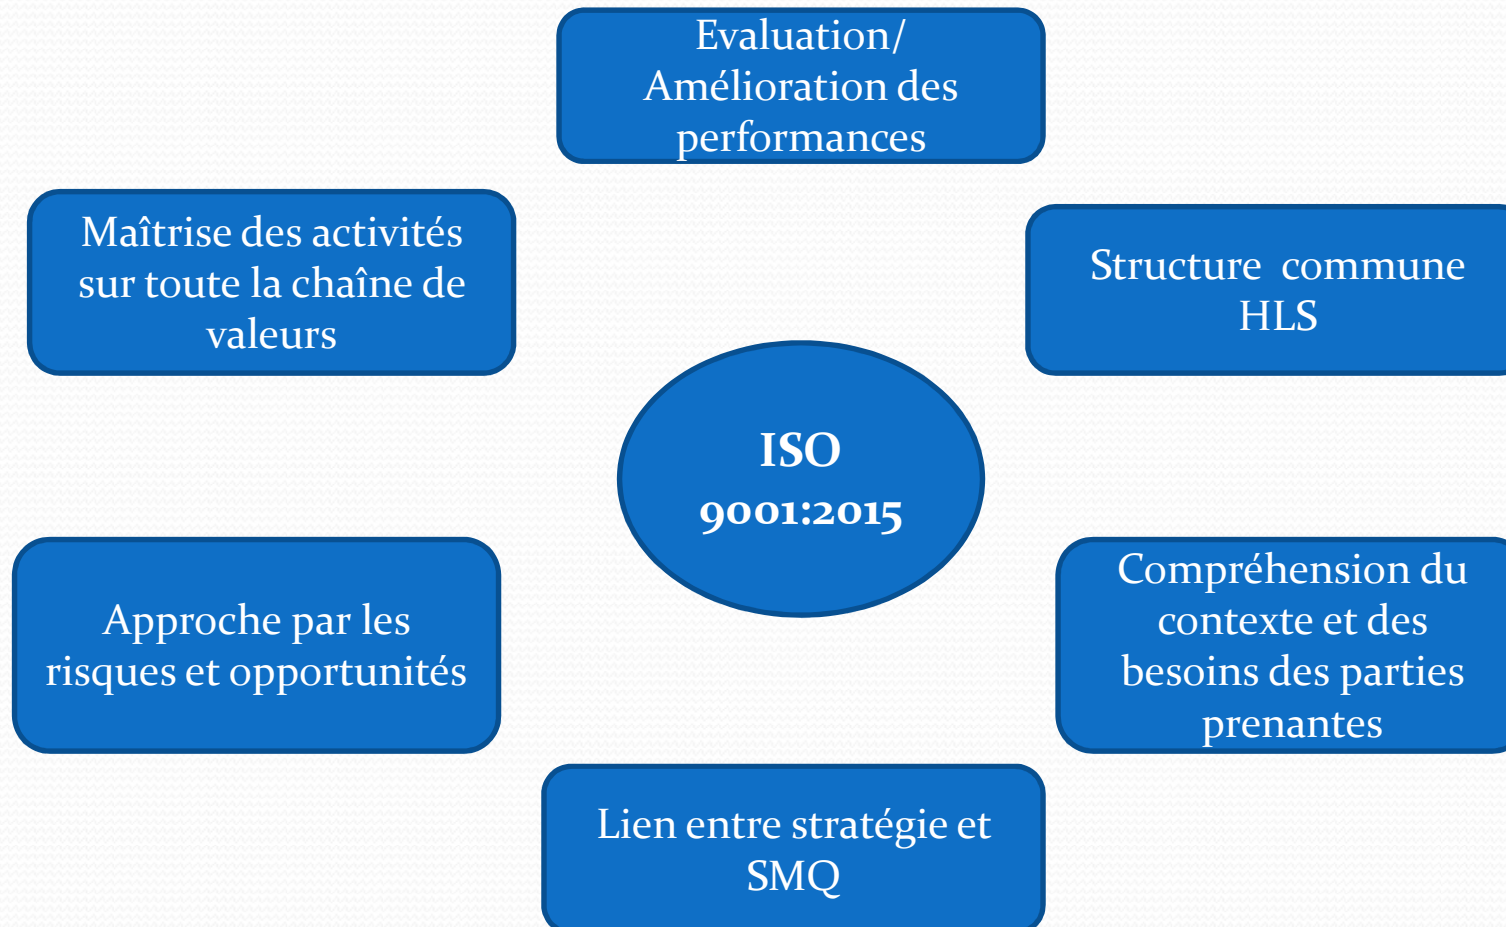 Evaluation/
Amélioration des
performances
Maîtrise des activités
sur toute la chaîne de
valeurs
Structure commune
HLS
ISO
9001:2015
Approche par les
risques et opportunités
Compréhension du
contexte et des
besoins des parties
prenantes
Lien entre stratégie et
SMQ